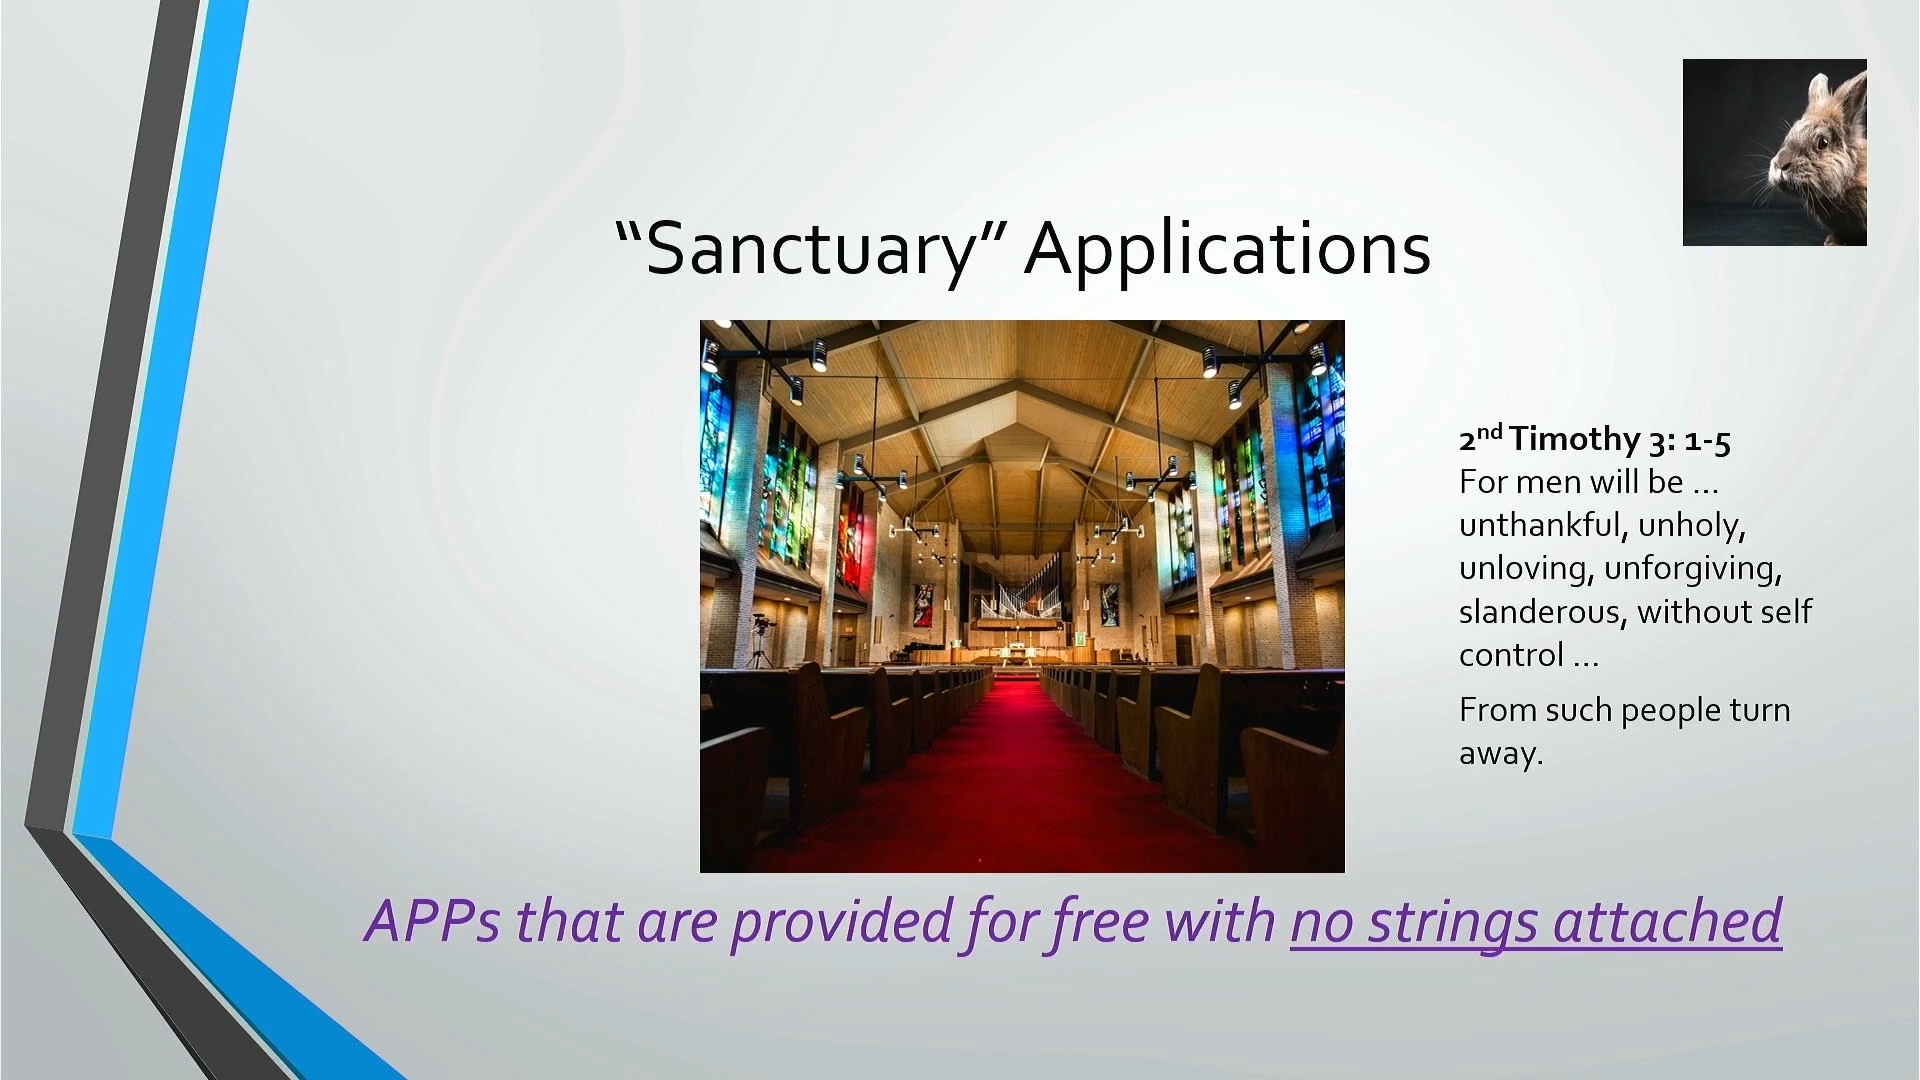 “Sanctuary” Applications
2nd Timothy 3: 1-5
For men will be ...
unthankful, unholy,
unloving, unforgiving,
slanderous, without self
control ...
From such people turn
away.
APPs that are provided for free with no strings attached